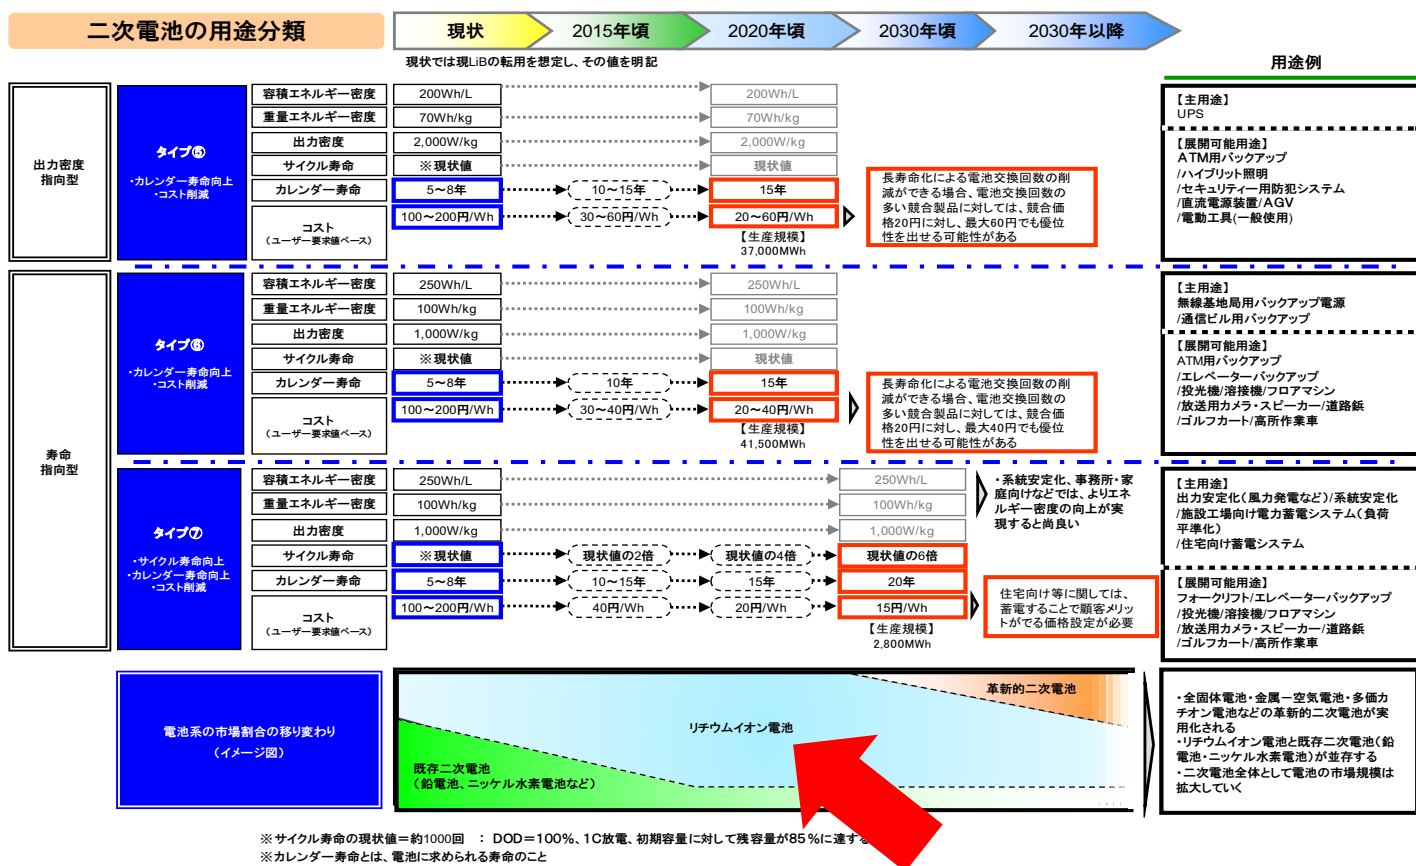 二次電池の用途分類
現状
2015年頃
2020年頃
2030年頃
2030年以降
現状では現LiBの転用を想定し、その値を明記
用途例
出力密度
指向型
タイプ⑤
・カレンダー寿命向上
・コスト削減
容積エネルギー密度
200Wh/L
200Wh/L
重量エネルギー密度
70Wh/kg
70Wh/kg
出力密度
2,000W/kg
2,000W/kg
サイクル寿命
※現状値
現状値
カレンダー寿命
5～8年
10～15年
15年
コスト
(ユーザー要求値ベース)
100～200円/Wh
30～60円/Wh
20～60円/Wh
【生産規模】
37,000MWh
長寿命化による電池交換回数の削
減ができる場合、電池交換回数の
多い競合製品に対しては、競合価
格20円に対し、最大60円でも優位
性を出せる可能性がある
【主用途】
UPS
【展開可能用途】
ATM用バックアップ
/ハイブリット照明
/セキュリティー用防犯システム
/直流電源装置/AGV
/電動工具(一般使用)
寿命
指向型
タイプ⑥
・カレンダー寿命向上
・コスト削減
容積エネルギー密度
250Wh/L
250Wh/L
重量エネルギー密度
100Wh/kg
100Wh/kg
出力密度
1,000W/kg
1,000W/kg
サイクル寿命
※現状値
現状値
カレンダー寿命
5～8年
10年
15年
コスト
(ユーザー要求値ベース)
100～200円/Wh
30～40円/Wh
20～40円/Wh
【生産規模】
41,500MWh
長寿命化による電池交換回数の削
減ができる場合、電池交換回数の
多い競合製品に対しては、競合価
格20円に対し、最大40円でも優位
性を出せる可能性がある
【主用途】
無線基地局用バックアップ電源
/通信ビル用バックアップ
【展開可能用途】
ATM用バックアップ
/エレベーターバックアップ
/投光機/溶接機/フロアマシン
/放送用カメラ・スピーカー/道路鋲
/ゴルフカート/高所作業車
タイプ⑦
・サイクル寿命向上
・カレンダー寿命向上
・コスト削減
容積エネルギー密度
250Wh/L
250Wh/L
重量エネルギー密度
100Wh/kg
100Wh/kg
出力密度
1,000W/kg
1,000W/kg
サイクル寿命
※現状値
現状値の2倍
現状値の4倍
現状値の6倍
カレンダー寿命
5～8年
10～15年
15年
20年
コスト
(ユーザー要求値ベース)
100～200円/Wh
40円/Wh
20円/Wh
15円/Wh
【生産規模】
2,800MWh
・系統安定化、事務所・家
庭向けなどでは、よりエネ
ルギー密度の向上が実
現すると尚良い
住宅向け等に関しては、
蓄電することで顧客メリッ
トがでる価格設定が必要
【主用途】
出力安定化(風力発電など)/系統安定化
/施設工場向け電力蓄電システム(負荷
平準化)
/住宅向け蓄電システム
【展開可能用途】
フォークリフト/エレベーターバックアップ
/投光機/溶接機/フロアマシン
/放送用カメラ・スピーカー/道路鋲
/ゴルフカート/高所作業車
電池系の市場割合の移り変わり
(イメージ図)
革新的二次電池
リチウムイオン電池
既存二次電池
(鉛電池、ニッケル水素電池など)
・全固体電池・金属－空気電池・多価カ
チオン電池などの革新的二次電池が実
用化される
・リチウムイオン電池と既存二次電池(鉛
電池・ニッケル水素電池)が並存する
・二次電池全体として電池の市場規模は
拡大していく
※サイクル寿命の現状値＝約1000回 ： DOD＝100%、1C放電、初期容量に対して残容量が85%に達する
※カレンダー寿命とは、電池に求められる寿命のこと